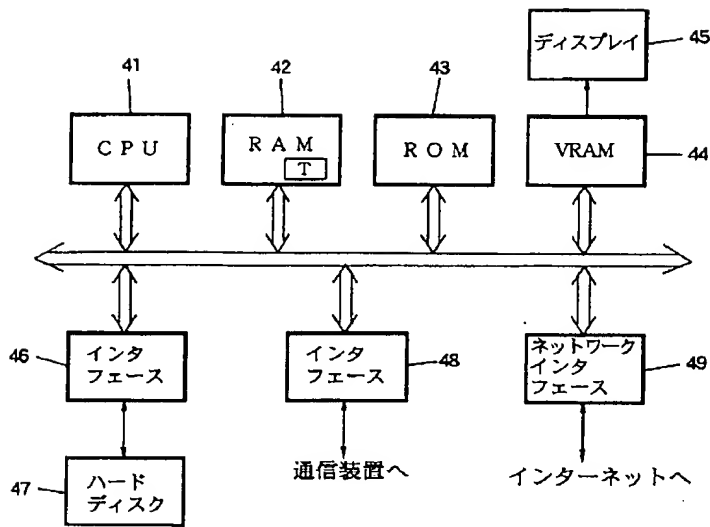 ディスプレイ
45
41
42
43
CPU
RAM
T
ROM
VRAM
44
46
インタ
フェース
インタ
フェース
48
ネットワーク
インタ
フェース
49
47
ハード
ディスク
通信装置へ
インターネットへ